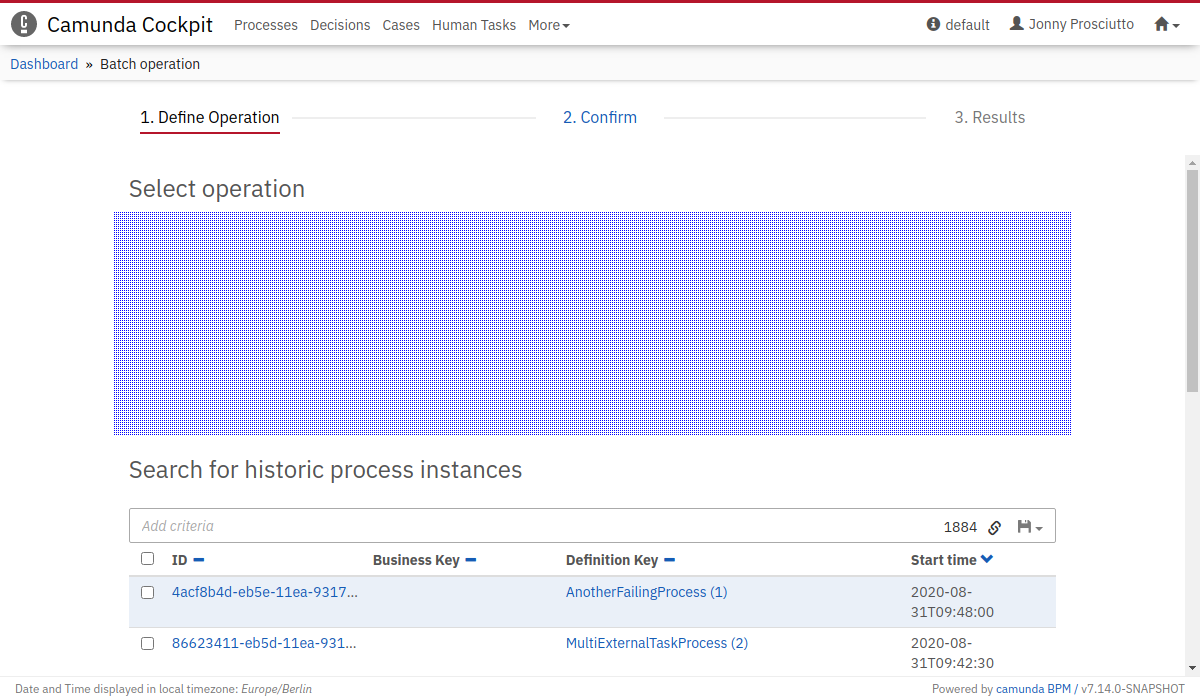 Camunda Cockpit Processes Decisions Cases Human Tasks More default Jonny Prosciutto
Dashboard » Batch operation
1. Define Operation 2. Confirm 3. Results
Select operation
Search for historic process instances
Add criteria 1884
ID Business Key Definition Key Start time
4acf8b4d-eb5e-11ea-9317... AnotherFailingProcess (1) 2020-08-
31T09:48:00
86623411-eb5d-11ea-931... MultiExternalTaskProcess (2) 2020-08-
31T09:42:30
Date and Time displayed in local timezone: Europe/Berlin Powered by camunda BPM / v7.14.0-SNAPSHOT